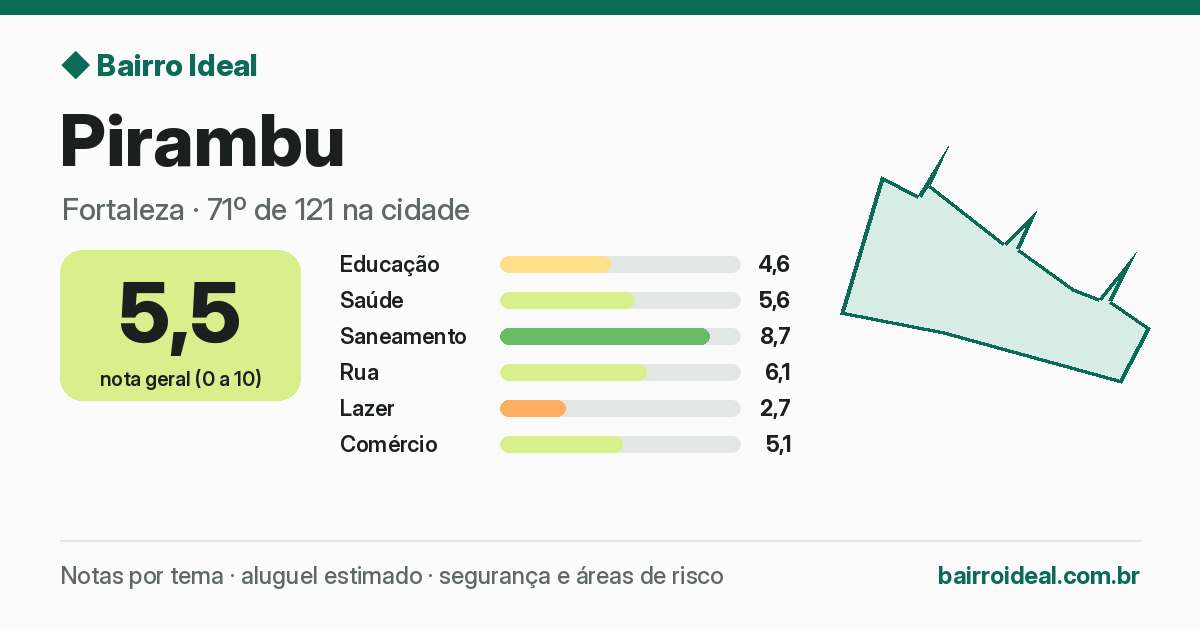 Bairro Ideal
Pirambu
Fortaleza · 71º de 121 na cidade
5,5
nota geral (0 a 10)
Educação 4,6
Saúde 5,6
Saneamento 8,7
Rua 6,1
Lazer 2,7
Comércio 5,1
Notas por tema · aluguel estimado · segurança e áreas de risco
bairroideal.com.br